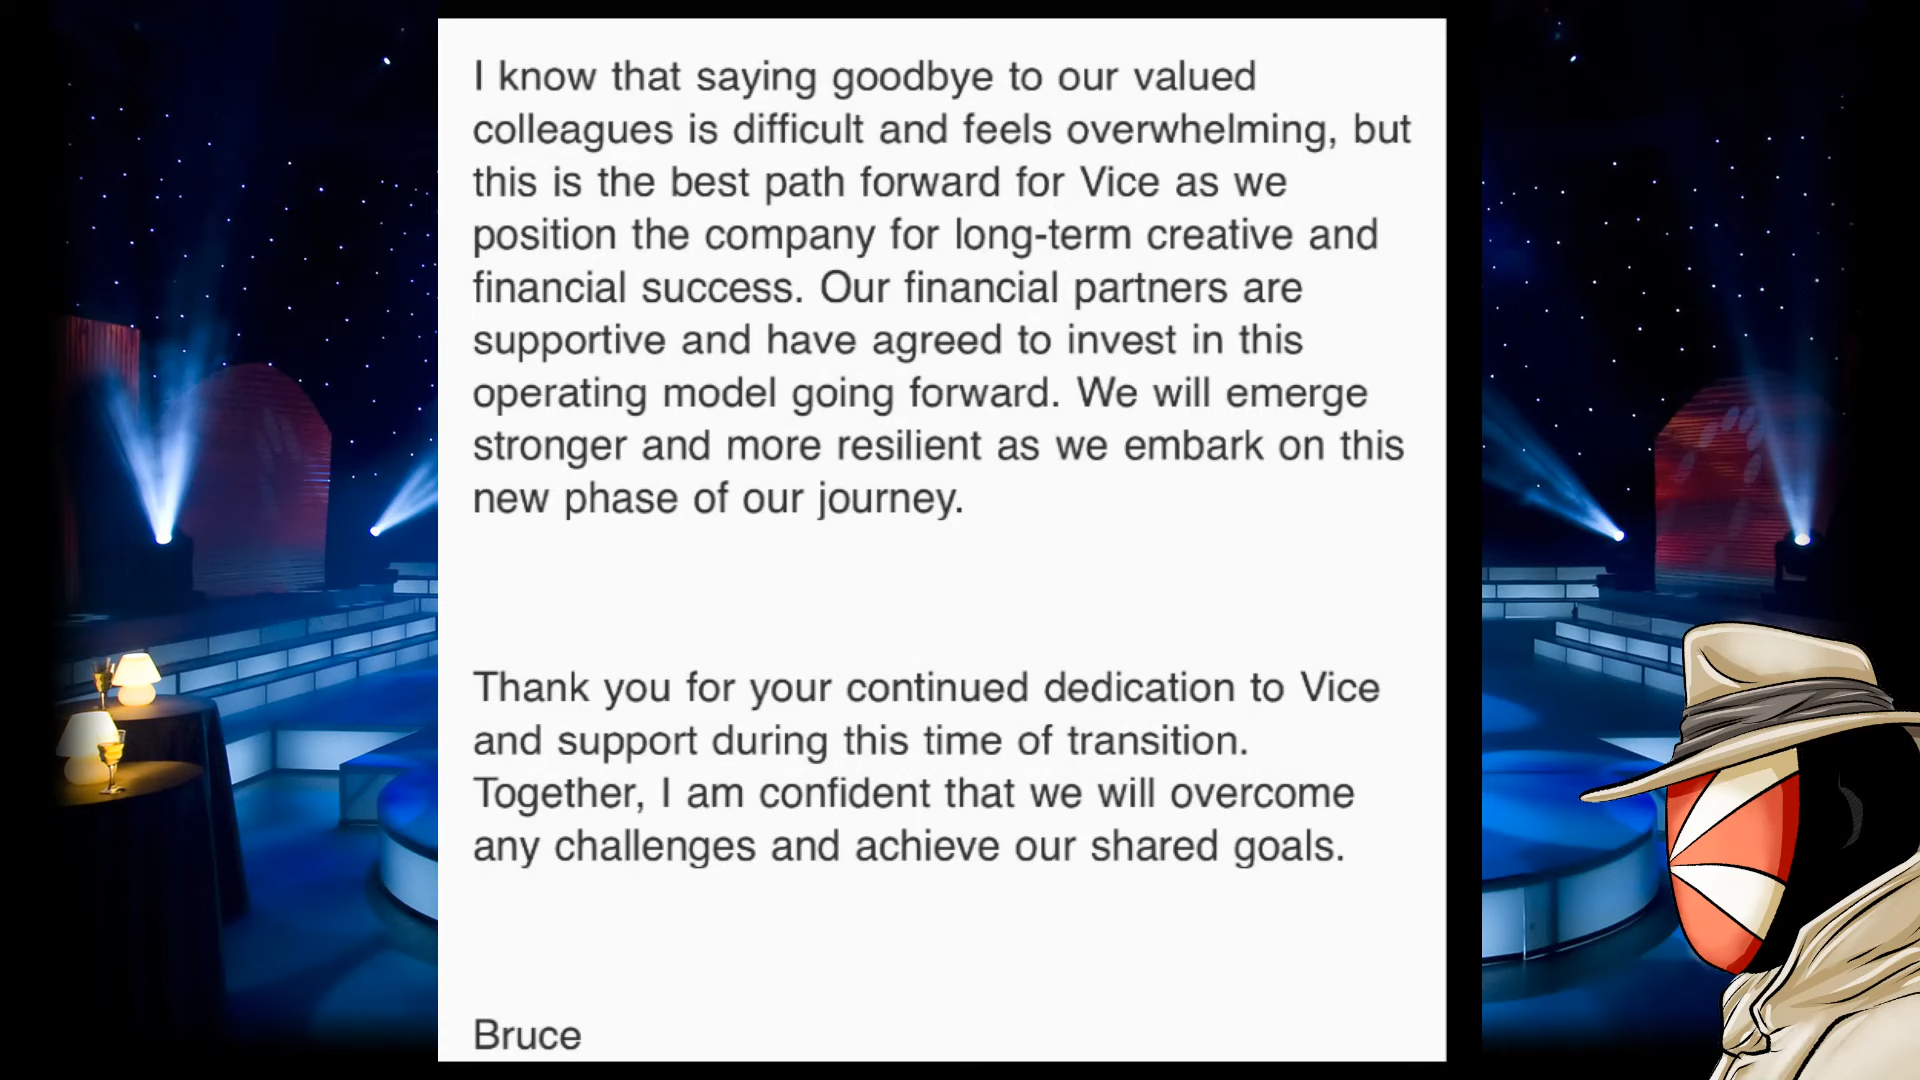 I know that saying goodbye to our valued
colleagues is difficult and feels overwhelming, but
this is the best path forward for Vice as we
position the company for long-term creative and
financial success. Our financial partners are
supportive and have agreed to invest in this
operating model going forward. We will emerge
stronger and more resilient as we embark on this
new phase of our journey.
Thank you for your continued dedication to Vice
and support during this time of transition.
Together, I am confident that we will overcome
any challenges and achieve our shared goals.
Bruce